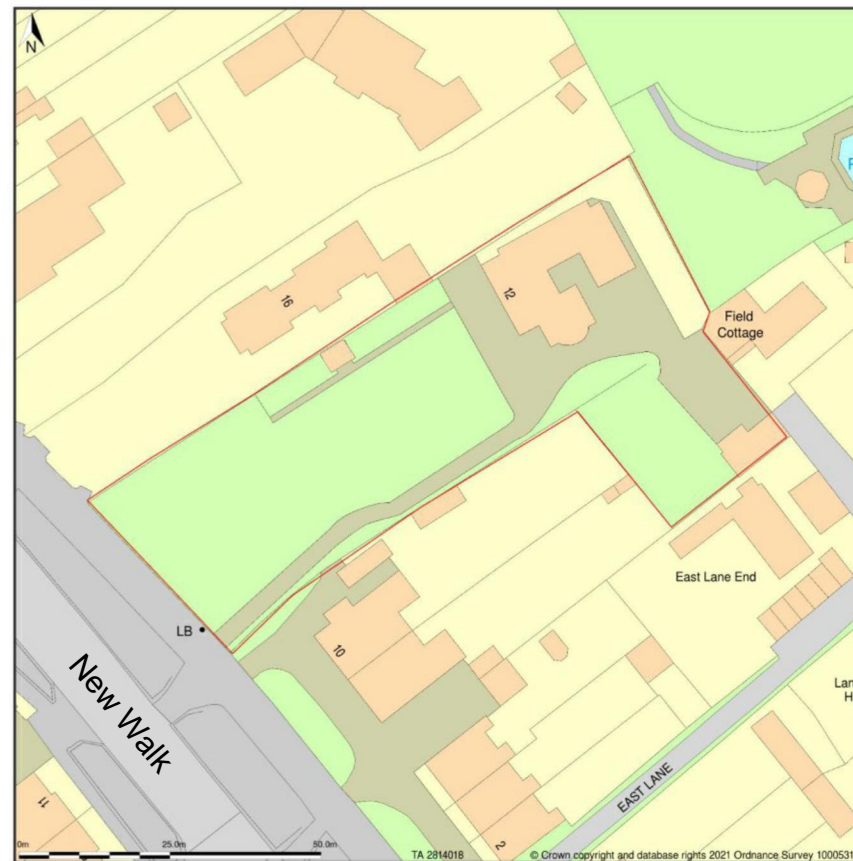 N
F
16
12
Field
Cottage
East Lane End
LB
10
New Walk
Lan
H
EAST LANE
11
2
0m
25.0m
50.0m
TA 2814018
© Crown copyright and database rights 2021 Ordnance Survey 1000531